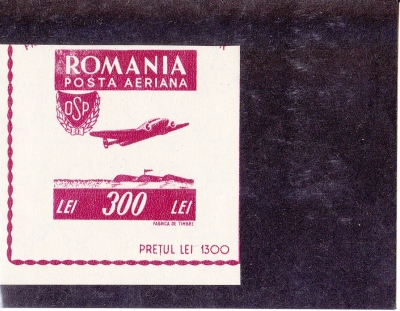 ROMANIA
POSTA AERIANA
OSP
LEI 300 LEI
FABRICA DE TIMBRE
PREȚUL LEI 1300